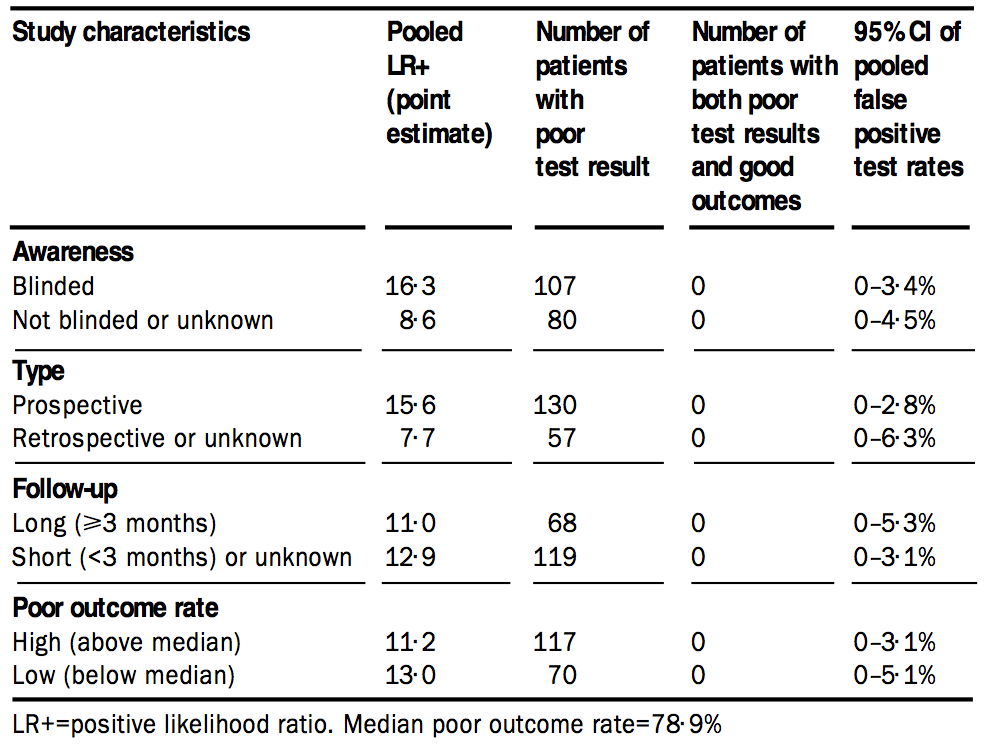 Study characteristics Pooled LR+ (point estimate) Number of patients with poor test result Number of patients with both poor test results and good outcomes 95% CI of pooled false positive test rates
Awareness
Blinded 16·3 107 0 0–3·4%
Not blinded or unknown 8·6 80 0 0–4·5%
Type
Prospective 15·6 130 0 0–2·8%
Retrospective or unknown 7·7 57 0 0–6·3%
Follow-up
Long (⩾3 months) 11·0 68 0 0–5·3%
Short (<3 months) or unknown 12·9 119 0 0–3·1%
Poor outcome rate
High (above median) 11·2 117 0 0–3·1%
Low (below median) 13·0 70 0 0–5·1%
LR+=positive likelihood ratio. Median poor outcome rate=78·9%